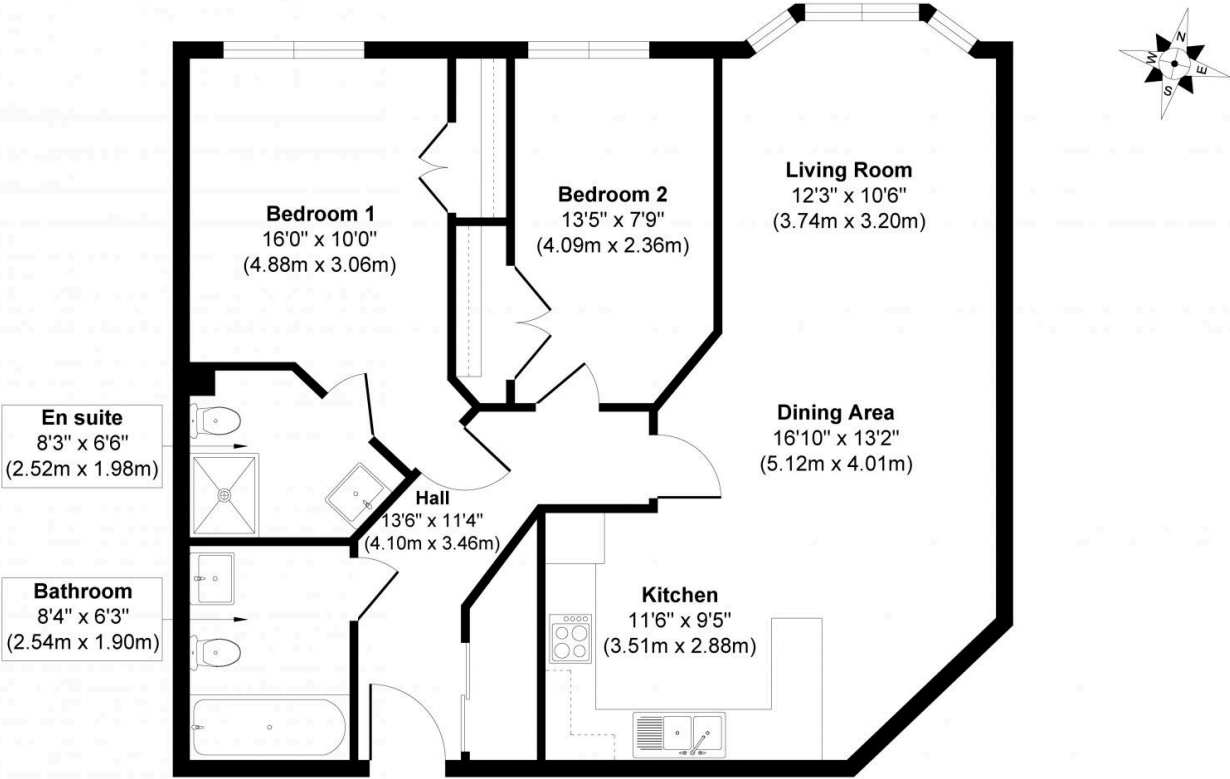 N
W
E
S
Living Room
12'3" x 10'6"
(3.74m x 3.20m)
Bedroom 2
13'5" x 7'9"
(4.09m x 2.36m)
Bedroom 1
16'0" x 10'0"
(4.88m x 3.06m)
En suite
8'3" x 6'6"
(2.52m x 1.98m)
Dining Area
16'10" x 13'2"
(5.12m x 4.01m)
Hall
13'6" x 11'4"
(4.10m x 3.46m)
Bathroom
8'4" x 6'3"
(2.54m x 1.90m)
Kitchen
11'6" x 9'5"
(3.51m x 2.88m)